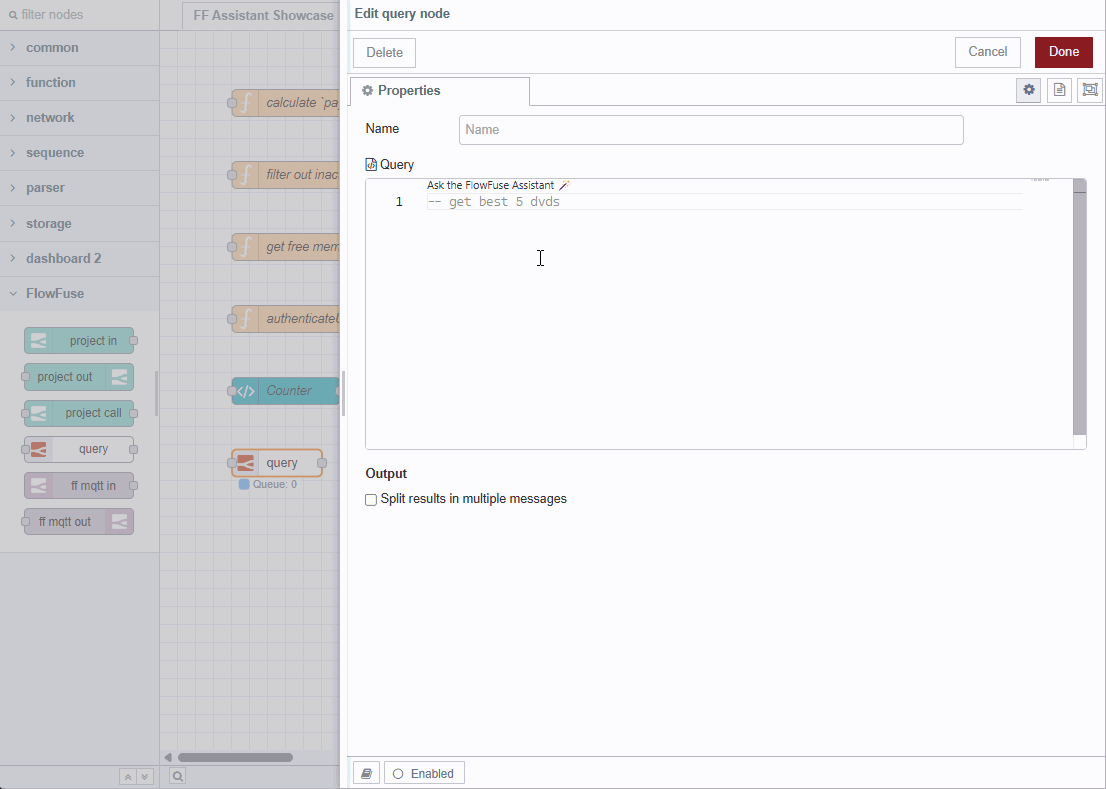 filter nodes
common
function
network
sequence
parser
storage
dashboard 2
FlowFuse
project in
project out
project call
query
ff mqtt in
ff mqtt out
FF Assistant Showcase
calculate `pa
filter out inac
get free mem
authenticate
Counter
query
Queue: 0
Edit query node
Delete
Cancel
Done
Properties
Name
Name
Query
Ask the FlowFuse Assistant
1 -- get best 5 dvds
Output
Split results in multiple messages
Enabled